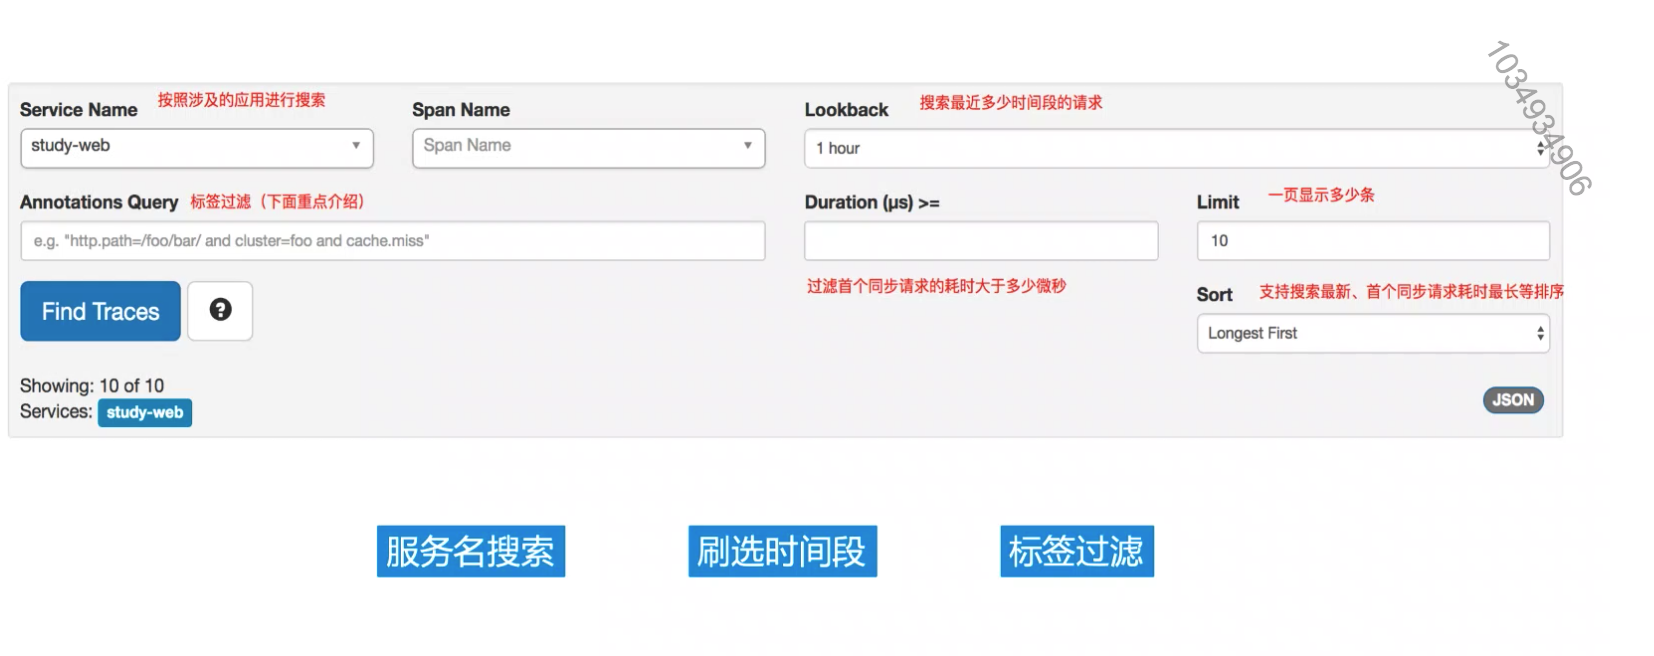 1034934906
Service Name 按照涉及的应用进行搜索
Span Name
Lookback 搜索最近多少时间段的请求
study-web
Span Name
1 hour
Annotations Query 标签过滤（下面重点介绍）
Duration (μs) >=
Limit 一页显示多少条
e.g. "http.path=/foo/bar/ and cluster=foo and cache.miss"
10
过滤首个同步请求的耗时大于多少微秒
Find Traces
?
Sort 支持搜索最新、首个同步请求耗时最长等排序
Longest First
Showing: 10 of 10
Services: study-web
JSON
服务名搜索
刷选时间段
标签过滤